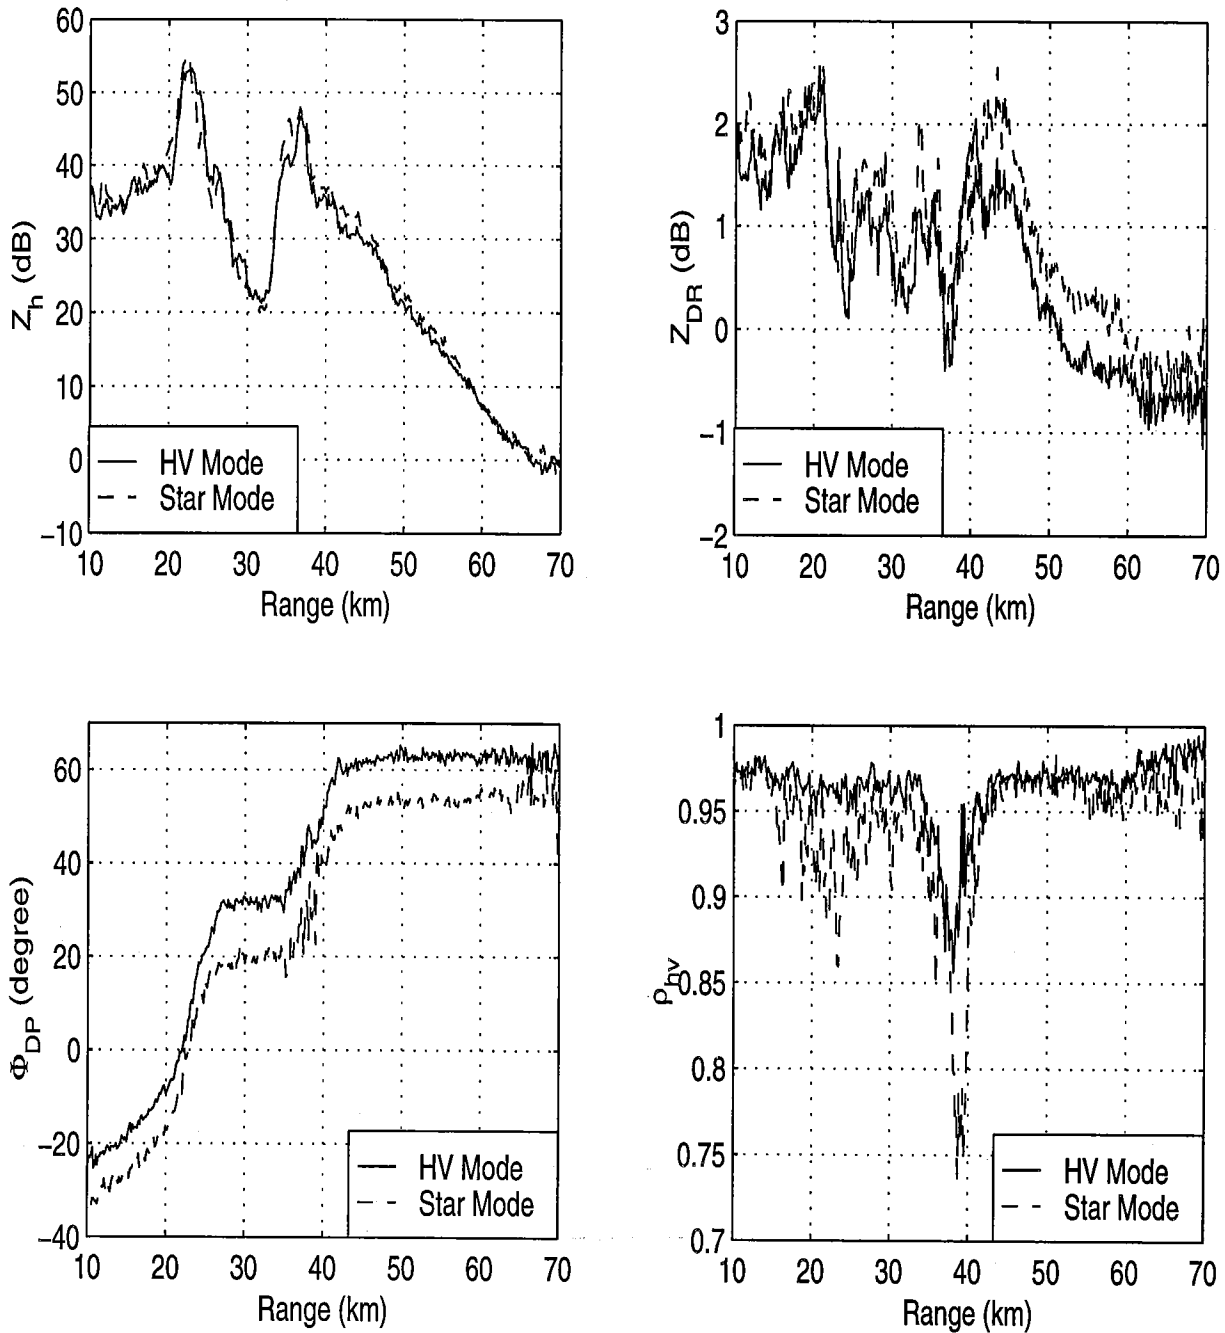 60
50
40
30
20
10
0
−10
Z_h (dB)
HV Mode
Star Mode
10 20 30 40 50 60 70
Range (km)
3
2
1
0
−1
−2
Z_DR (dB)
HV Mode
Star Mode
10 20 30 40 50 60 70
Range (km)
60
40
20
0
−20
−40
Φ_DP (degree)
HV Mode
Star Mode
10 20 30 40 50 60 70
Range (km)
1
0.95
0.9
0.85
0.8
0.75
0.7
ρ_hv
HV Mode
Star Mode
10 20 30 40 50 60 70
Range (km)